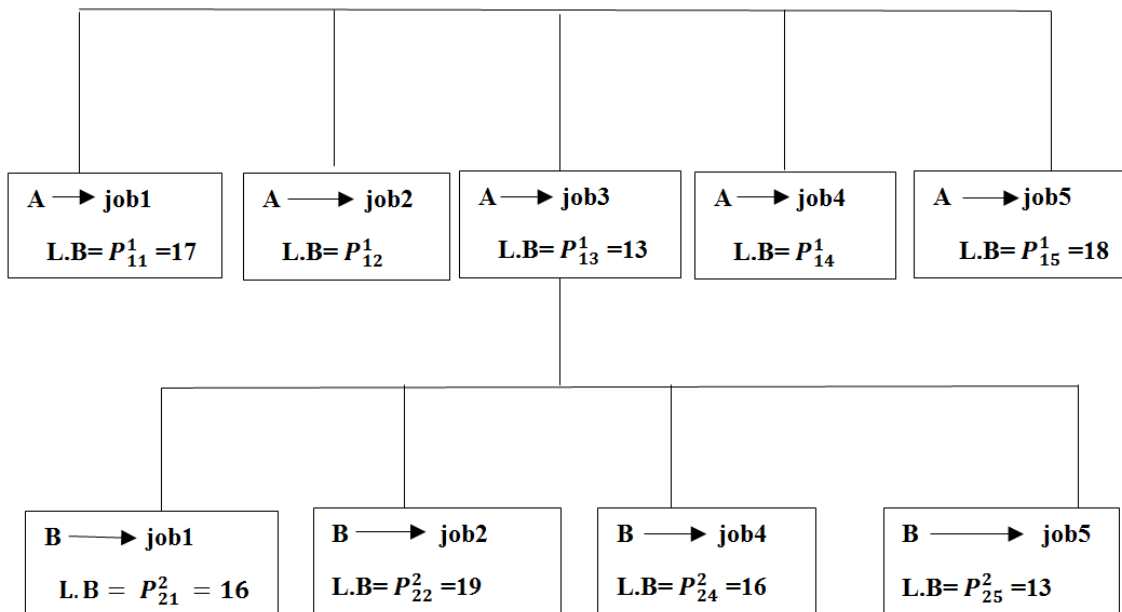 A → job1
L.B= P¹₁₁ =17
A → job2
L.B= P¹₁₂
A → job3
L.B= P¹₁₃ =13
A → job4
L.B= P¹₁₄
A → job5
L.B= P¹₁₅ =18
B → job1
L.B = P²₂₁ = 16
B → job2
L.B= P²₂₂ =19
B → job4
L.B= P²₂₄ =16
B → job5
L.B= P²₂₅ =13